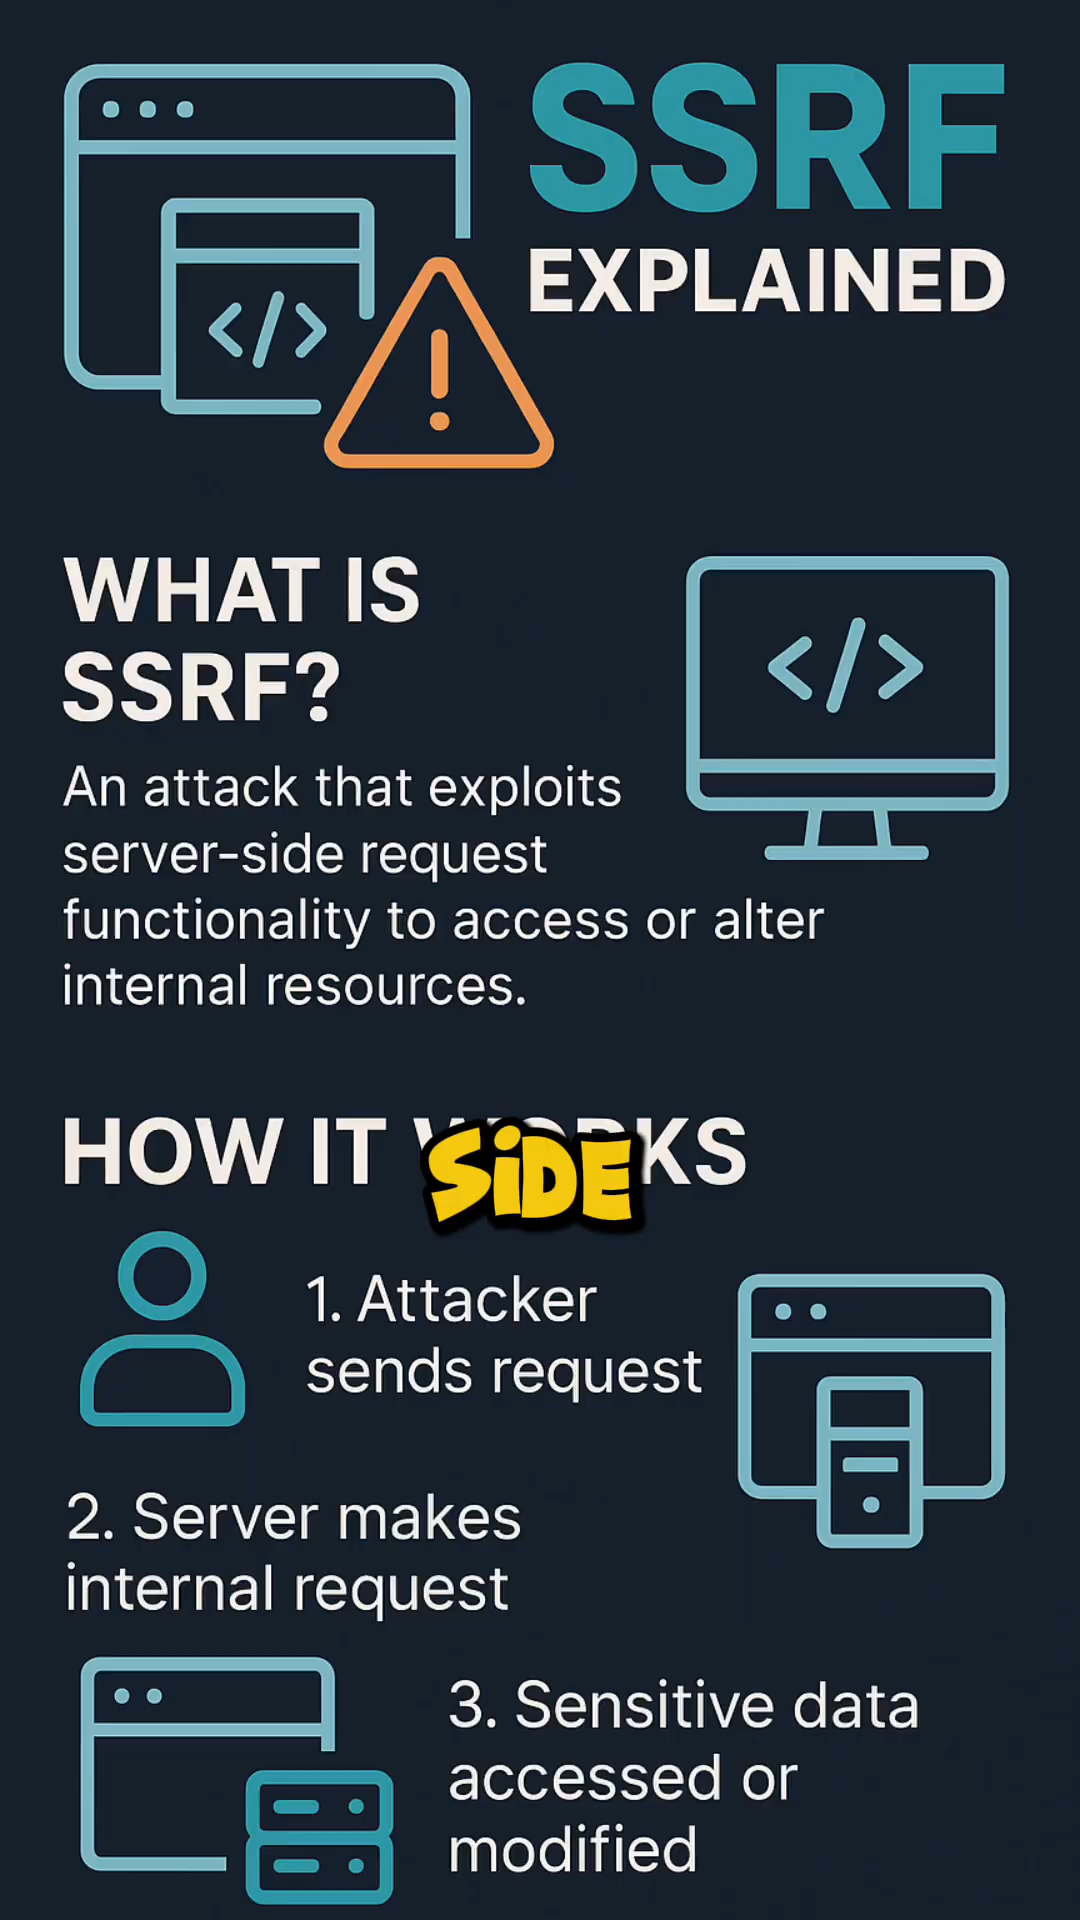 SSRF
EXPLAINED
</>
WHAT IS
SSRF?
</>
An attack that exploits
server-side request
functionality to access or alter
internal resources.
HOW IT WORKS
SiDE
1. Attacker
sends request
2. Server makes
internal request
3. Sensitive data
accessed or
modified